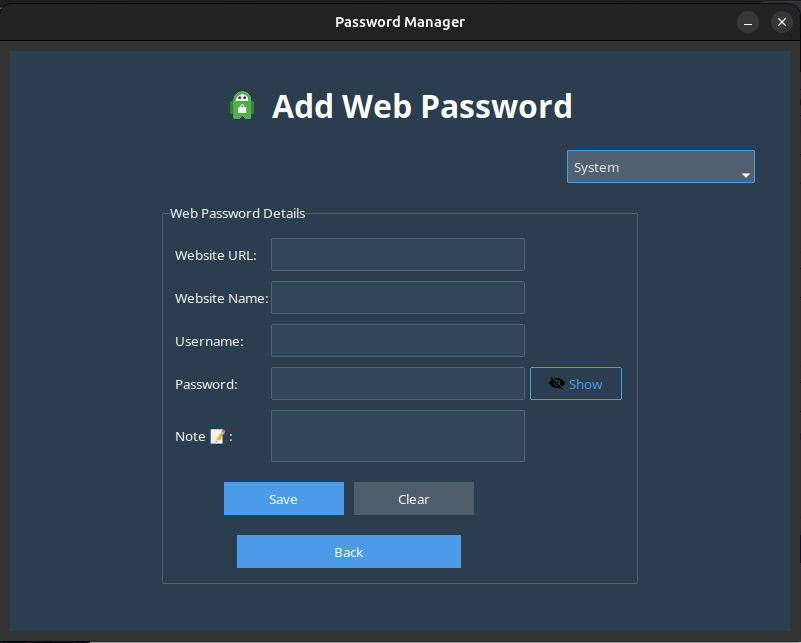 Password Manager
Add Web Password
System
Web Password Details
Website URL:
Website Name:
Username:
Password:
Show
Note 📝 :
Save
Clear
Back